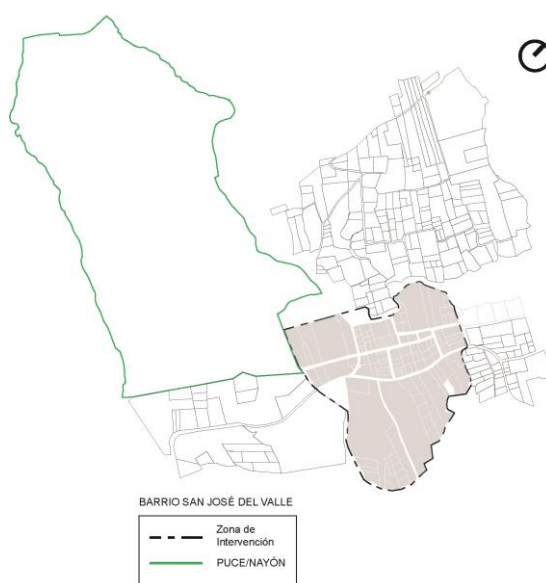 BARRIO SAN JOSÉ DEL VALLE
Zona de
Intervención
PUCE/NAYÓN